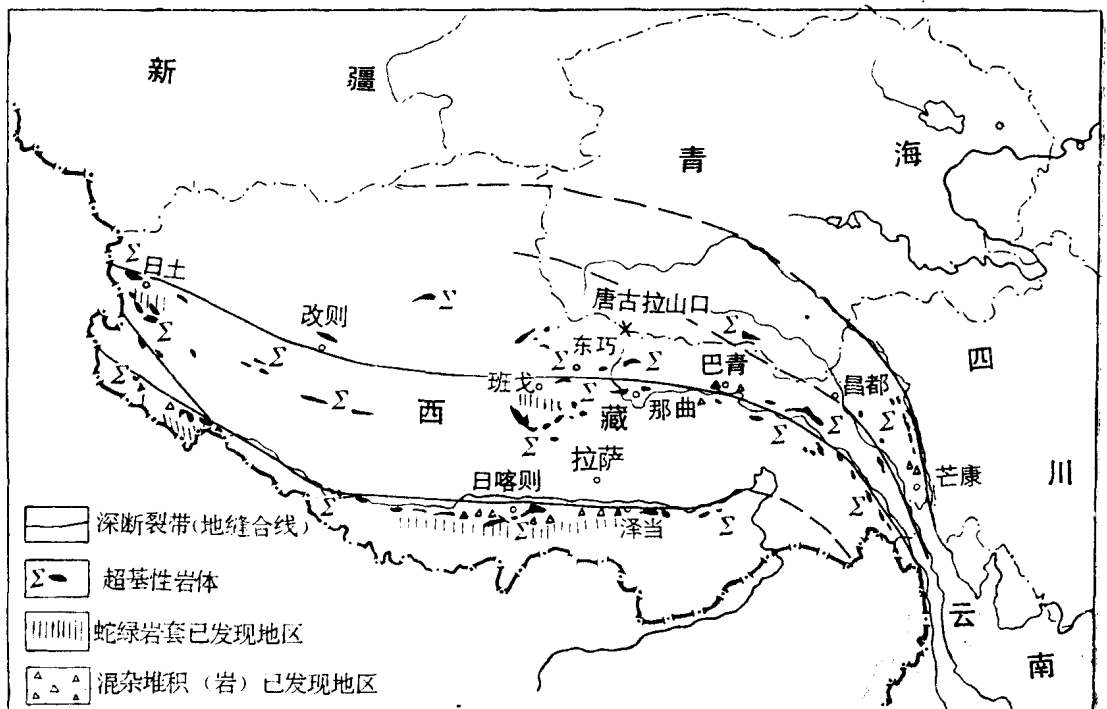 新 疆
青 海
Σ
日土
Σ
改则
Σ
唐古拉山口
Σ
东巧
Σ
Σ
四
Σ
巴青
昌都
班戈
Σ
Σ
西
藏
那曲
Σ
Σ
Σ
Σ
拉萨
芒康
川
日喀则
Σ
Σ
Σ
泽当
Σ
深断裂带(地缝合线)
Σ 超基性岩体
蛇绿岩套已发现地区
混杂堆积(岩)已发现地区
云
南